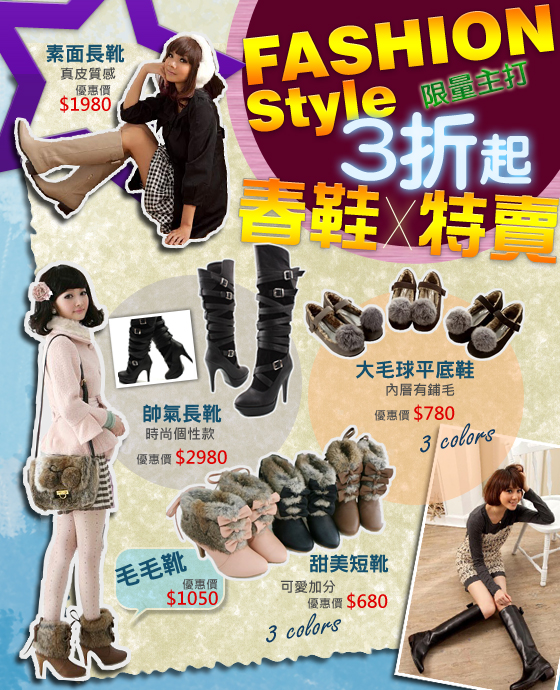 FASHION
Style
限量主打
3折起
春鞋×特賣
素面長靴
真皮質感
優惠價
$1980
大毛球平底鞋
內層有鋪毛
優惠價 $780
3 colors
帥氣長靴
時尚個性款
優惠價 $2980
毛毛靴
優惠價
$1050
甜美短靴
可愛加分
優惠價 $680
3 colors